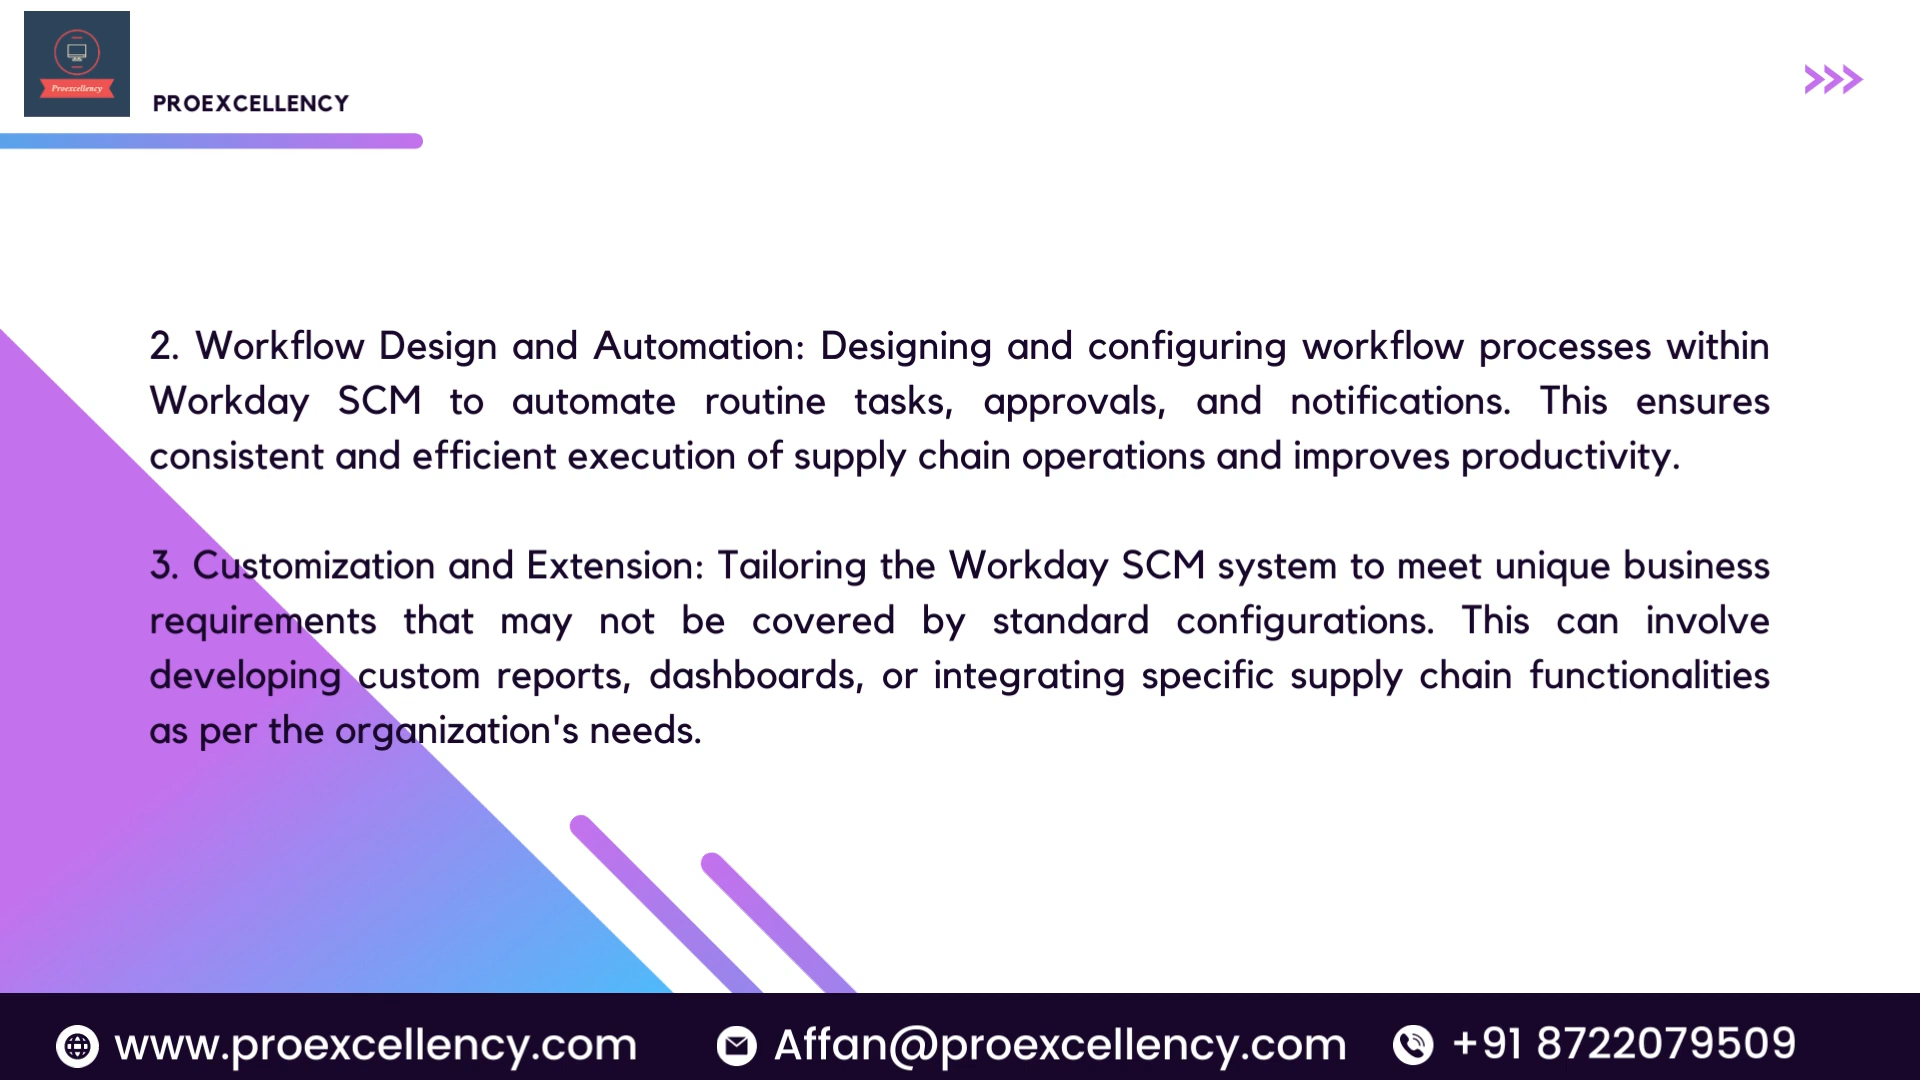 Proexcellency
PROEXCELLENCY
2. Workflow Design and Automation: Designing and configuring workflow processes within
Workday SCM to automate routine tasks, approvals, and notifications. This ensures
consistent and efficient execution of supply chain operations and improves productivity.
3. Customization and Extension: Tailoring the Workday SCM system to meet unique business
requirements that may not be covered by standard configurations. This can involve
developing custom reports, dashboards, or integrating specific supply chain functionalities
as per the organization's needs.
www.proexcellency.com
Affan@proexcellency.com
+91 8722079509